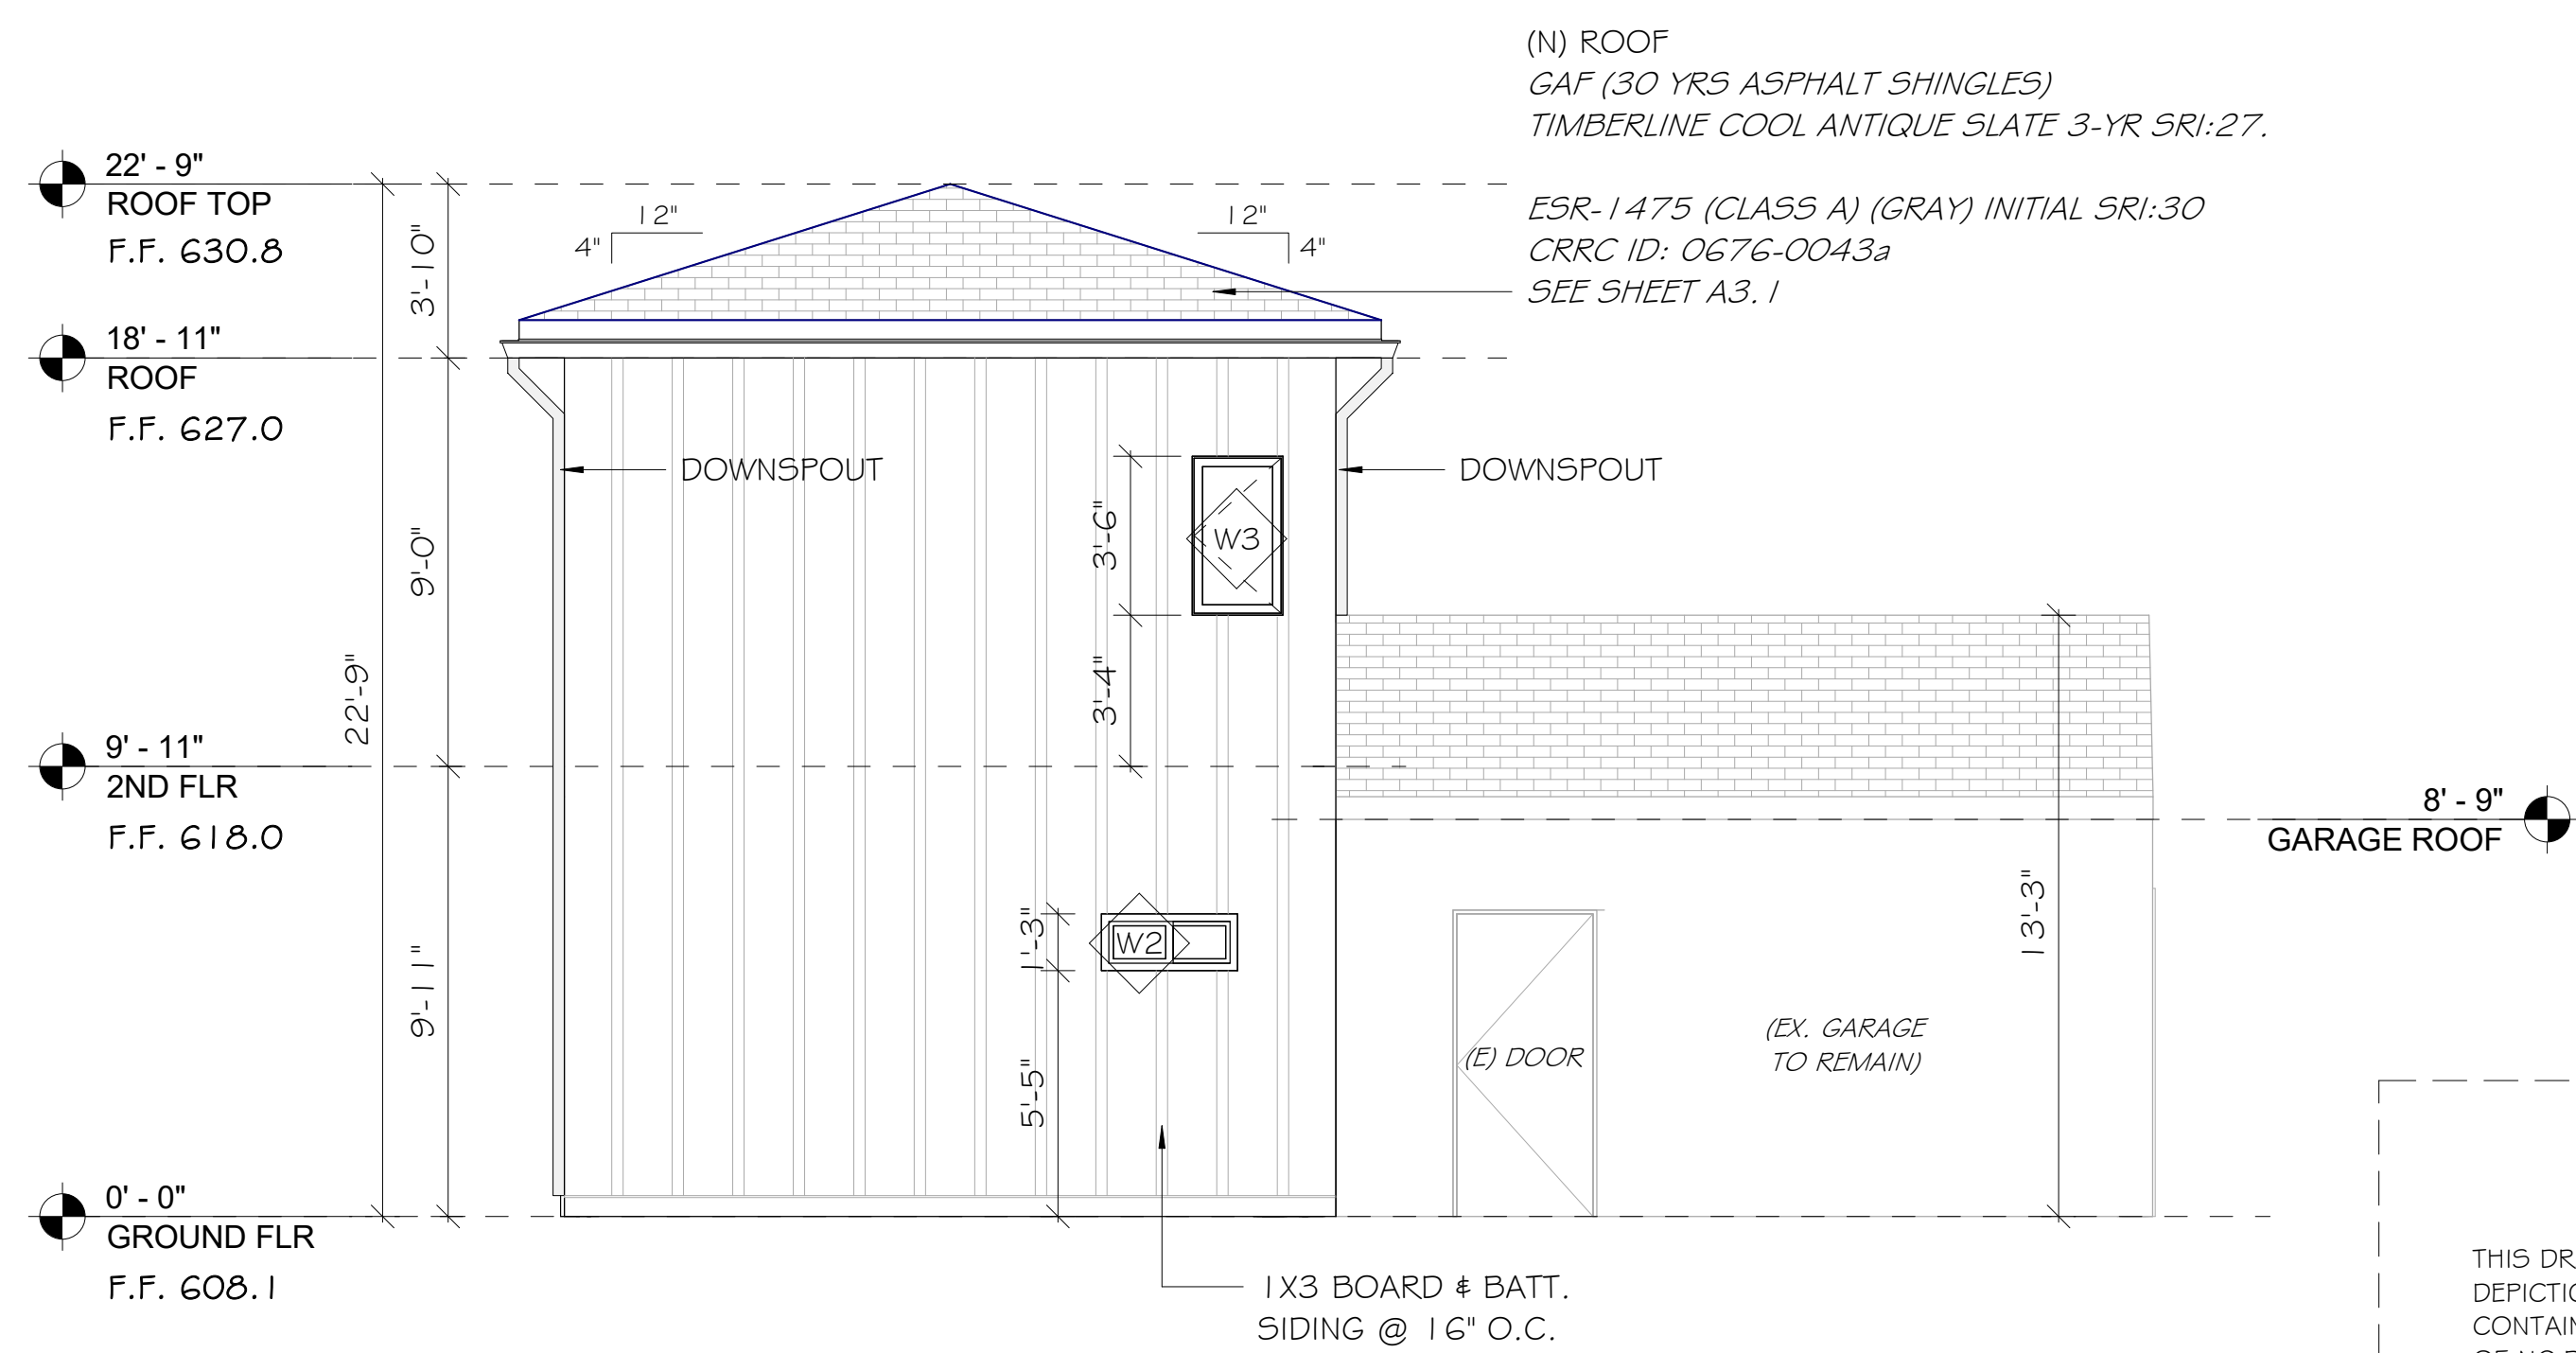 (N) ROOF
GAF (30 YRS ASPHALT SHINGLES)
TIMBERLINE COOL ANTIQUE SLATE 3-YR SRI:27.
ESR-1475 (CLASS A) (GRAY) INITIAL SRI:30
CRRC ID: 0676-0043a
SEE SHEET A3.1
22' - 9"
ROOF TOP
F.F. 630.8
18' - 11"
ROOF
F.F. 627.0
9' - 11"
2ND FLR
F.F. 618.0
0' - 0"
GROUND FLR
F.F. 608.1
22'-9"
3'-10"
9'-0"
9'-11"
12"
4"
12"
4"
DOWNSPOUT
DOWNSPOUT
3'-6"
W3
3'-4"
1'-3"
W2
5'-5"
(E) DOOR
(EX. GARAGE
TO REMAIN)
13'-3"
8' - 9"
GARAGE ROOF
1X3 BOARD & BATT.
SIDING @ 16" O.C.
THIS DR
DEPICTIO
CONTAIN